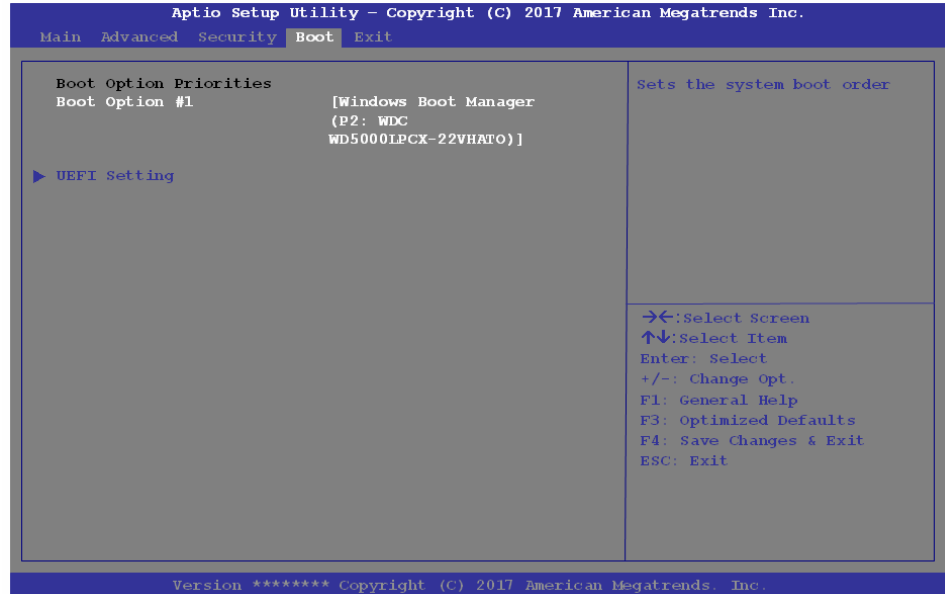 Aptio Setup Utility – Copyright (C) 2017 American Megatrends Inc.
Main Advanced Security Boot Exit
Boot Option Priorities
Boot Option #1 [Windows Boot Manager
(P2: WDC
WD5000LPCX-22VHATO)]
▶ UEFI Setting
Sets the system boot order
→←:Select Screen
↑↓:Select Item
Enter: Select
+/-: Change Opt.
F1: General Help
F3: Optimized Defaults
F4: Save Changes & Exit
ESC: Exit
Version ******** Copyright (C) 2017 American Megatrends. Inc.